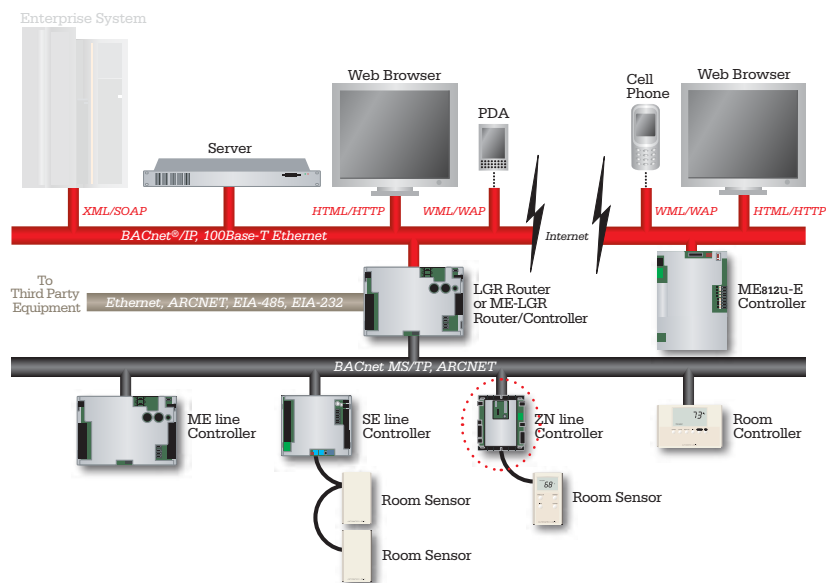 Enterprise System
Web Browser
Cell
Phone
Web Browser
PDA
Server
XML/SOAP
HTML/HTTP
WML/WAP
WML/WAP
HTML/HTTP
BACnet®/IP, 100Base-T Ethernet
Internet
To
Third Party
Equipment
Ethernet, ARCNET, EIA-485, EIA-232
LGR Router
or ME-LGR
Router/Controller
ME812u-E
Controller
BACnet MS/TP, ARCNET
ME line
Controller
SE line
Controller
ZN line
Controller
73°
Room
Controller
68°
Room Sensor
Room Sensor
Room Sensor